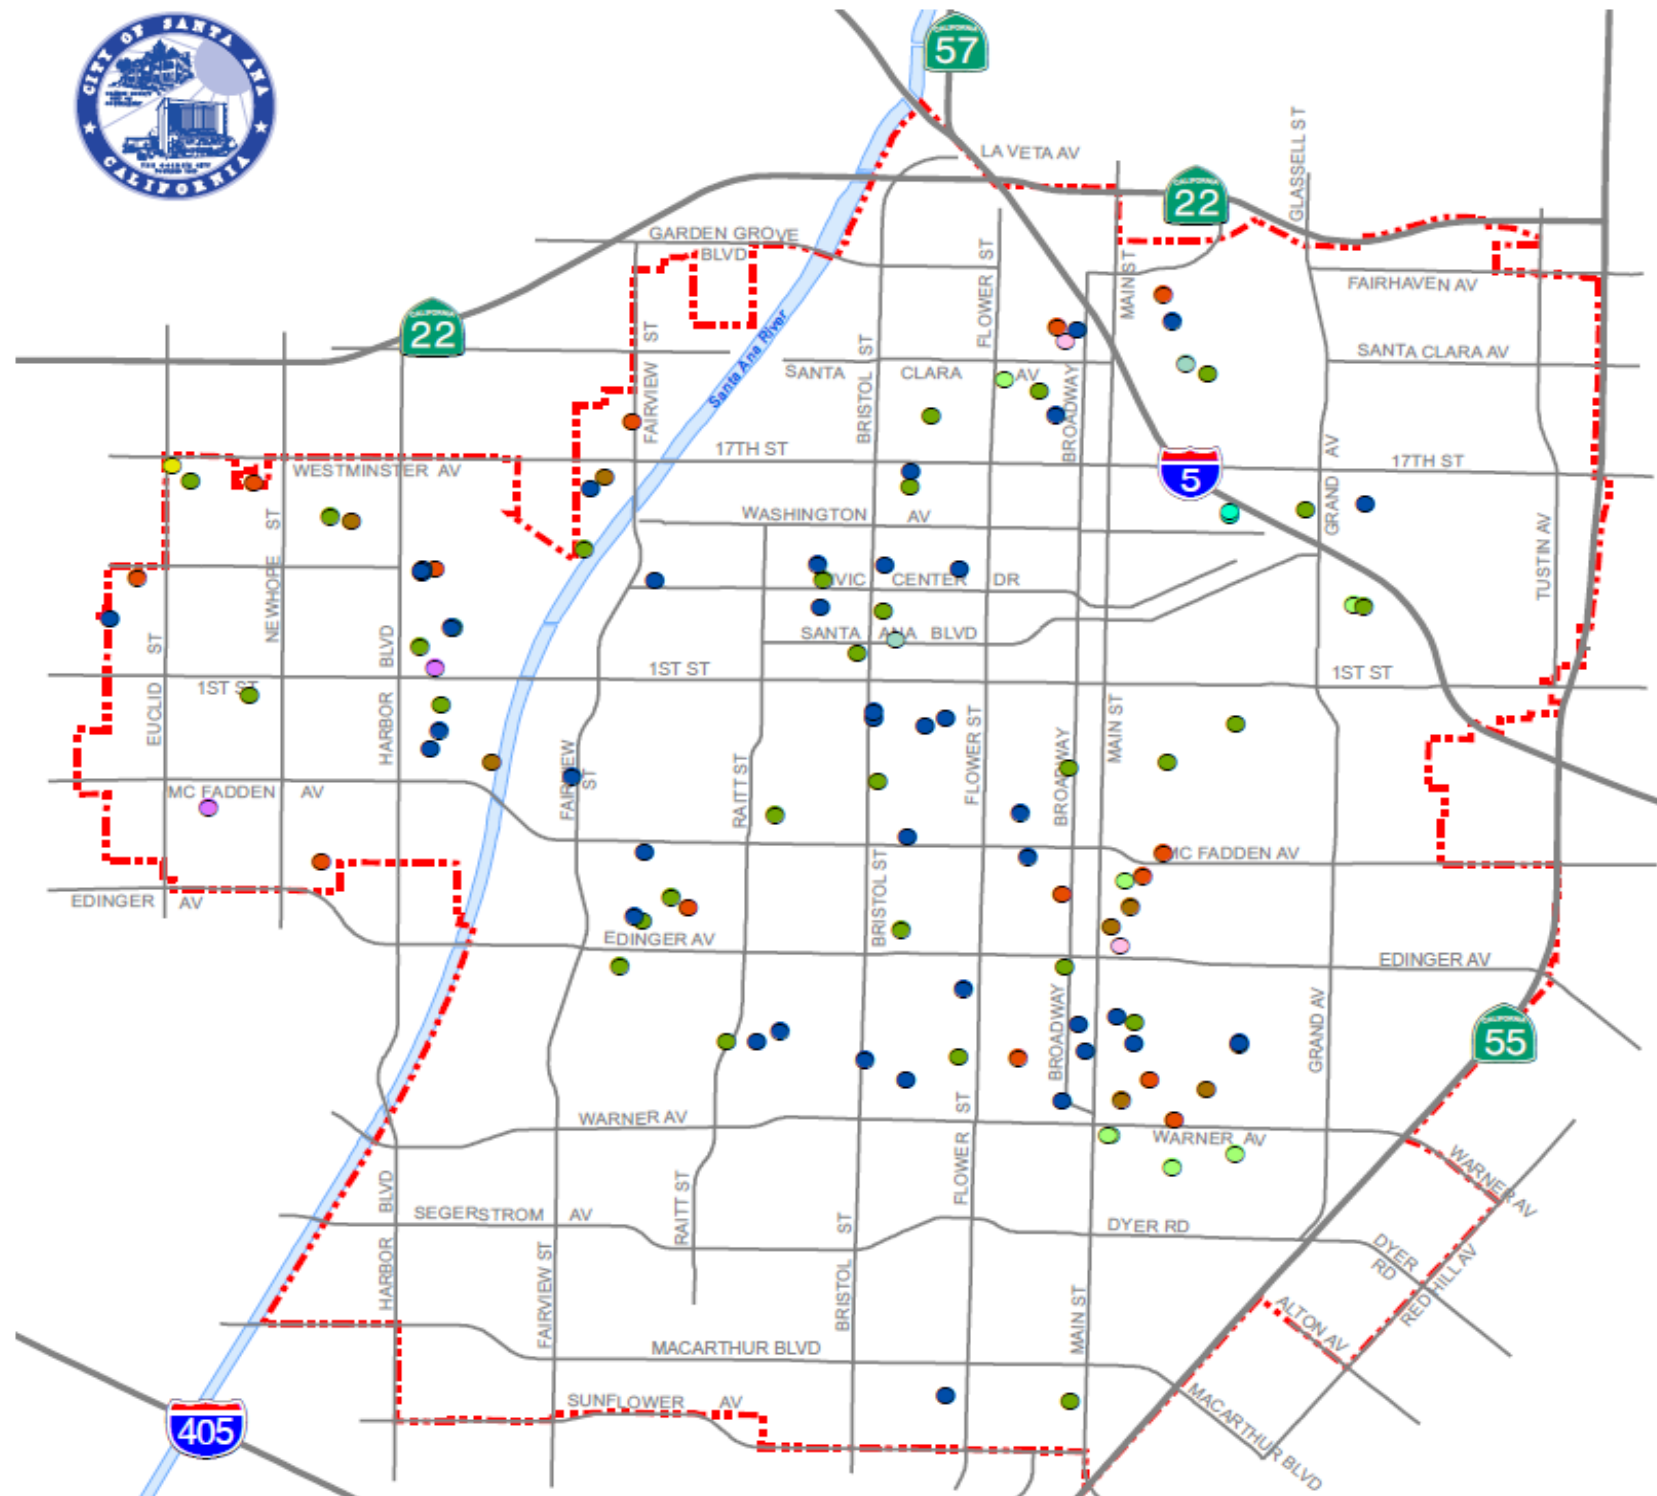 CITY OF SANTA ANA
CALIFORNIA
CALIFORNIA
57
LA VETA AV
CALIFORNIA
22
GLASSELL ST
GARDEN GROVE
BLVD
FLOWER ST
MAIN ST
FAIRHAVEN AV
CALIFORNIA
22
Santa Ana River
FAIRVIEW ST
BRISTOL ST
SANTA CLARA AV
SANTA CLARA AV
BROADWAY
17TH ST
17TH ST
WESTMINSTER AV
5
GRAND AV
WASHINGTON AV
NEWHOPE ST
TUSTIN AV
IVIC CENTER DR
SANTA ANA BLVD
EUCLID ST
HARBOR BLVD
1ST ST
1ST ST
1ST ST
FAIRVIEW ST
RAITT ST
FLOWER ST
BROADWAY
MAIN ST
MC FADDEN AV
MC FADDEN AV
BRISTOL ST
EDINGER AV
EDINGER AV
EDINGER AV
BROADWAY
GRAND AV
CALIFORNIA
55
WARNER AV
FLOWER ST
WARNER AV
WARNER AV
HARBOR BLVD
RAITT ST
SEGERSTROM AV
DYER RD
DYER RD
FAIRVIEW ST
BRISTOL ST
MAIN ST
RED HILL AV
ALTON AV
MACARTHUR BLVD
MACARTHUR BLVD
SUNFLOWER AV
405